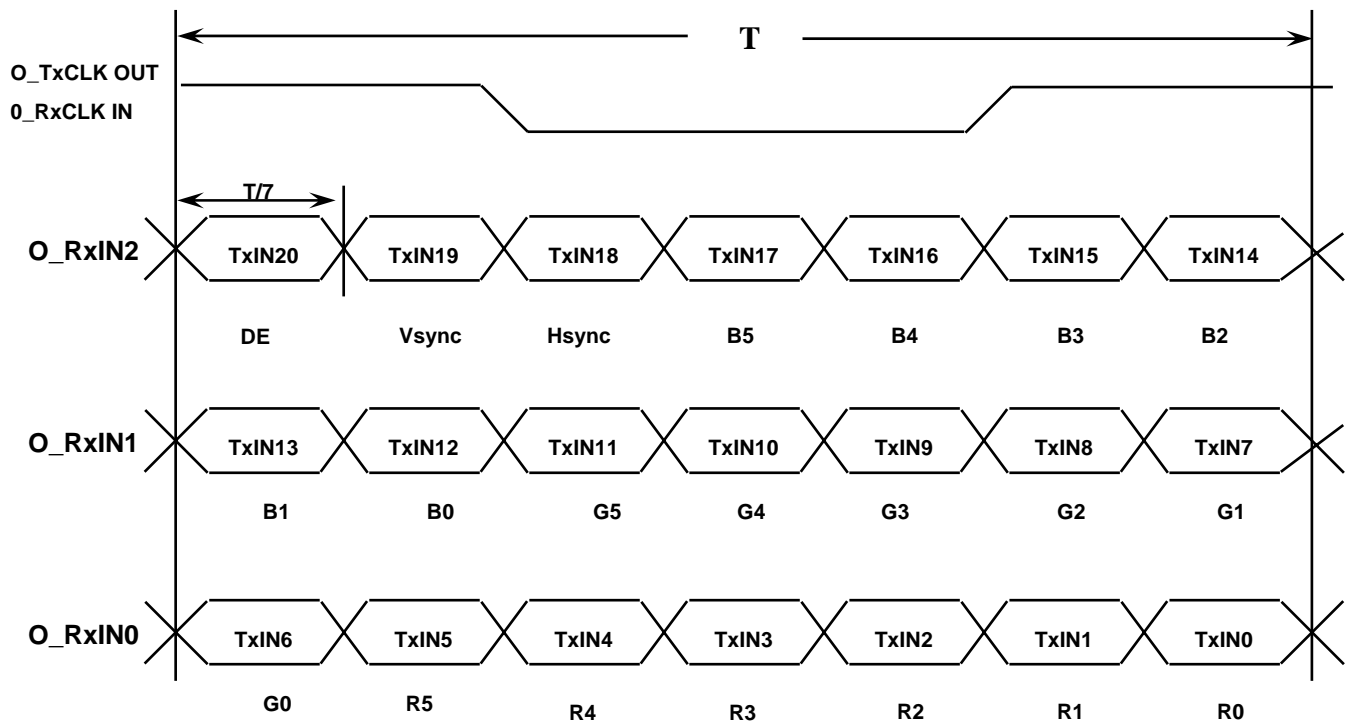 T
O_TxCLK OUT
0_RxCLK IN
T/7
O_RxIN2 TxIN20 TxIN19 TxIN18 TxIN17 TxIN16 TxIN15 TxIN14
DE Vsync Hsync B5 B4 B3 B2
O_RxIN1 TxIN13 TxIN12 TxIN11 TxIN10 TxIN9 TxIN8 TxIN7
B1 B0 G5 G4 G3 G2 G1
O_RxIN0 TxIN6 TxIN5 TxIN4 TxIN3 TxIN2 TxIN1 TxIN0
G0 R5 R4 R3 R2 R1 R0